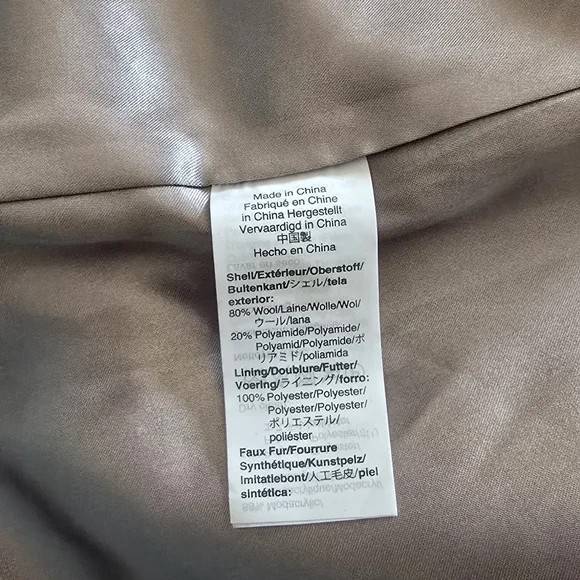 Made in China
Fabriqué en Chine
in China Hergestellt
Vervaardigd in China
中国製
Hecho en China
Shell/Extérieur/Oberstoff/
Buitenkant/シェル/tela
exterior:
80% Wool/Laine/Wolle/Wol/
ウール/lana
20% Polyamide/Polyamide/
Polyamid/Polyamide/ポ
リアミド/poliamida
Lining/Doublure/Futter/
Voering/ライニング/forro:
100% Polyester/Polyester/
Polyester/Polyester/
ポリエステル/
poliéster
Faux Fur/Fourrure
Synthétique/Kunstpelz/
Imitatiebont/人工毛皮/piel
sintética: